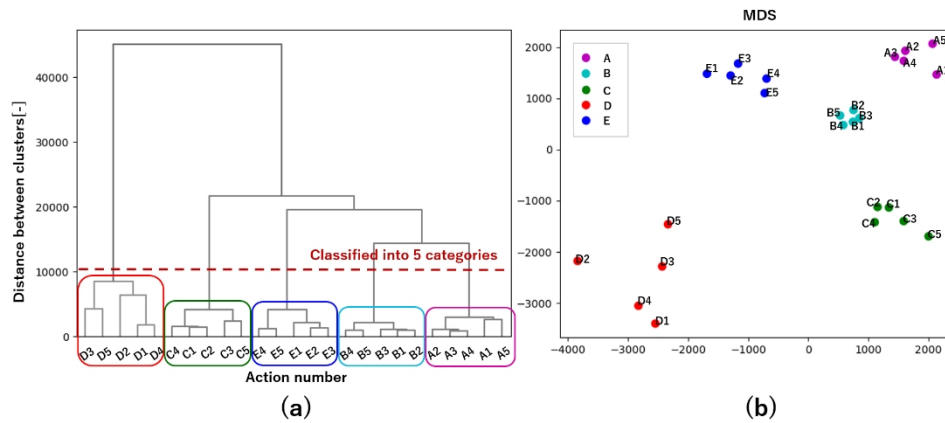 MDS
Distance between clusters[-]
40000
30000
20000
10000
0
Classified into 5 categories
D3 D5 D2 D1 D4 C4 C1 C2 C3 C5 E4 E5 E1 E2 E3 B4 B5 B3 B1 B2 A2 A3 A4 A1 A5
Action number
(a)
2000
1000
0
−1000
−2000
−3000
A
B
C
D
E
E1
E3
E2
E4
E5
A3
A2
A4
A5
B5
B2
B3
B4
B1
C2
C1
C4
C3
C5
D5
D2
D3
D4
D1
−4000 −3000 −2000 −1000 0 1000 2000
(b)